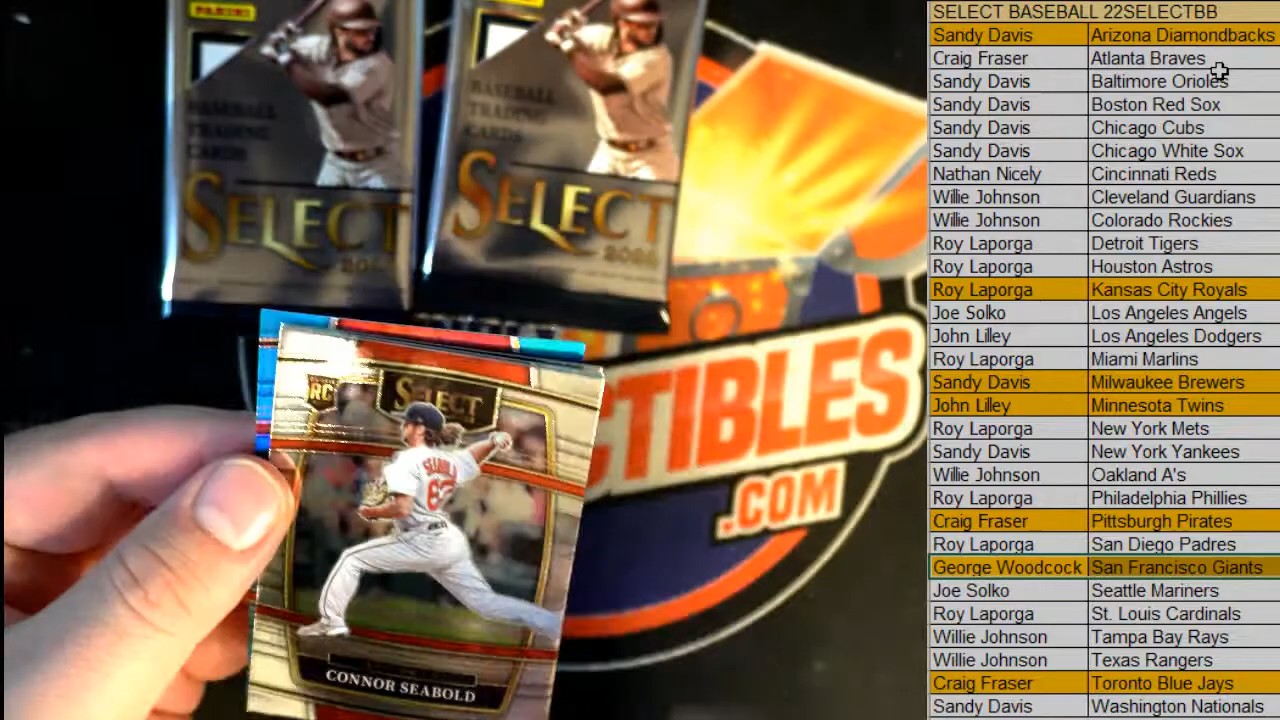 PANINI
BASEBALL
TRADING
CARDS
SELECT
BASEBALL
TRADING
CARDS
SELECT
2022
RC
SELECT
SEABOLD
CONNOR SEABOLD
CTIBLES
.COM
SELECT BASEBALL 22SELECTBB
Sandy Davis Arizona Diamondbacks
Craig Fraser Atlanta Braves
Sandy Davis Baltimore Orioles
Sandy Davis Boston Red Sox
Sandy Davis Chicago Cubs
Sandy Davis Chicago White Sox
Nathan Nicely Cincinnati Reds
Willie Johnson Cleveland Guardians
Willie Johnson Colorado Rockies
Roy Laporga Detroit Tigers
Roy Laporga Houston Astros
Roy Laporga Kansas City Royals
Joe Solko Los Angeles Angels
John Lilley Los Angeles Dodgers
Roy Laporga Miami Marlins
Sandy Davis Milwaukee Brewers
John Lilley Minnesota Twins
Roy Laporga New York Mets
Sandy Davis New York Yankees
Willie Johnson Oakland A's
Roy Laporga Philadelphia Phillies
Craig Fraser Pittsburgh Pirates
Roy Laporga San Diego Padres
George Woodcock San Francisco Giants
Joe Solko Seattle Mariners
Roy Laporga St. Louis Cardinals
Willie Johnson Tampa Bay Rays
Willie Johnson Texas Rangers
Craig Fraser Toronto Blue Jays
Sandy Davis Washington Nationals